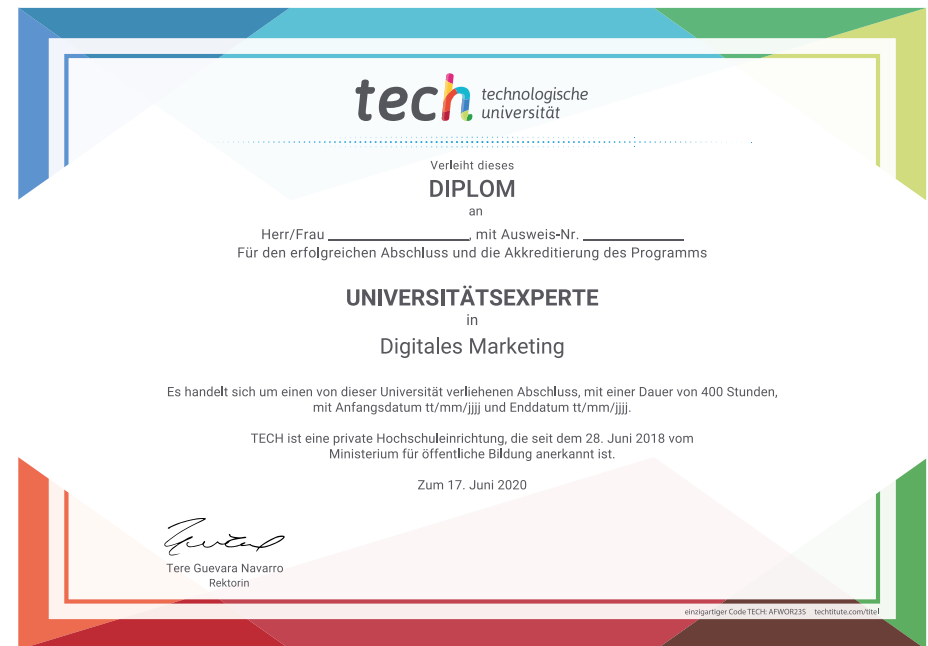 tech technologische
universität
Verleiht dieses
DIPLOM
an
Herr/Frau ____________________, mit Ausweis-Nr. ______________
Für den erfolgreichen Abschluss und die Akkreditierung des Programms
UNIVERSITÄTSEXPERTE
in
Digitales Marketing
Es handelt sich um einen von dieser Universität verliehenen Abschluss, mit einer Dauer von 400 Stunden,
mit Anfangsdatum tt/mm/jjjj und Enddatum tt/mm/jjjj.
TECH ist eine private Hochschuleinrichtung, die seit dem 28. Juni 2018 vom
Ministerium für öffentliche Bildung anerkannt ist.
Zum 17. Juni 2020
Tere Guevara Navarro
Rektorin
einzigartiger Code TECH: AFWOR23S techtitute.com/titel